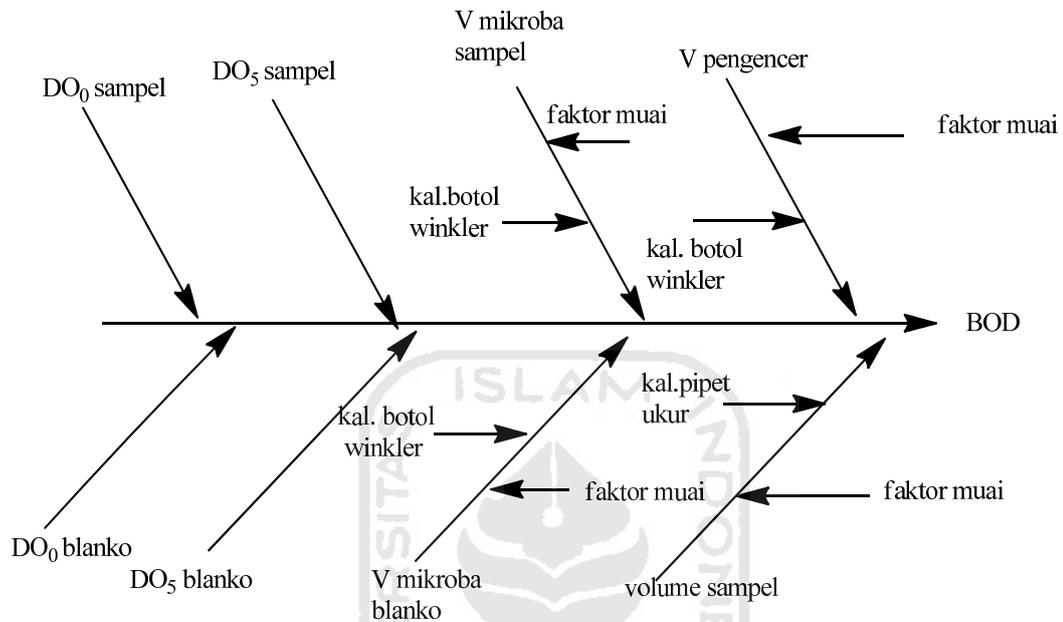 V mikroba
sampel
DO₅ sampel
V pengencer
DO₀ sampel
faktor muai
faktor muai
kal.botol
winkler
kal. botol
winkler
BOD
ISLAM
kal.pipet
ukur
kal. botol
winkler
faktor muai
faktor muai
DO₀ blanko
DO₅ blanko
V mikroba
blanko
volume sampel